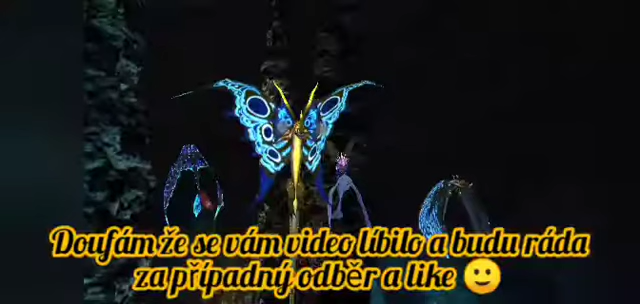 Doufám že se vám video líbilo a budu ráda
za případný odběr a like 🙂